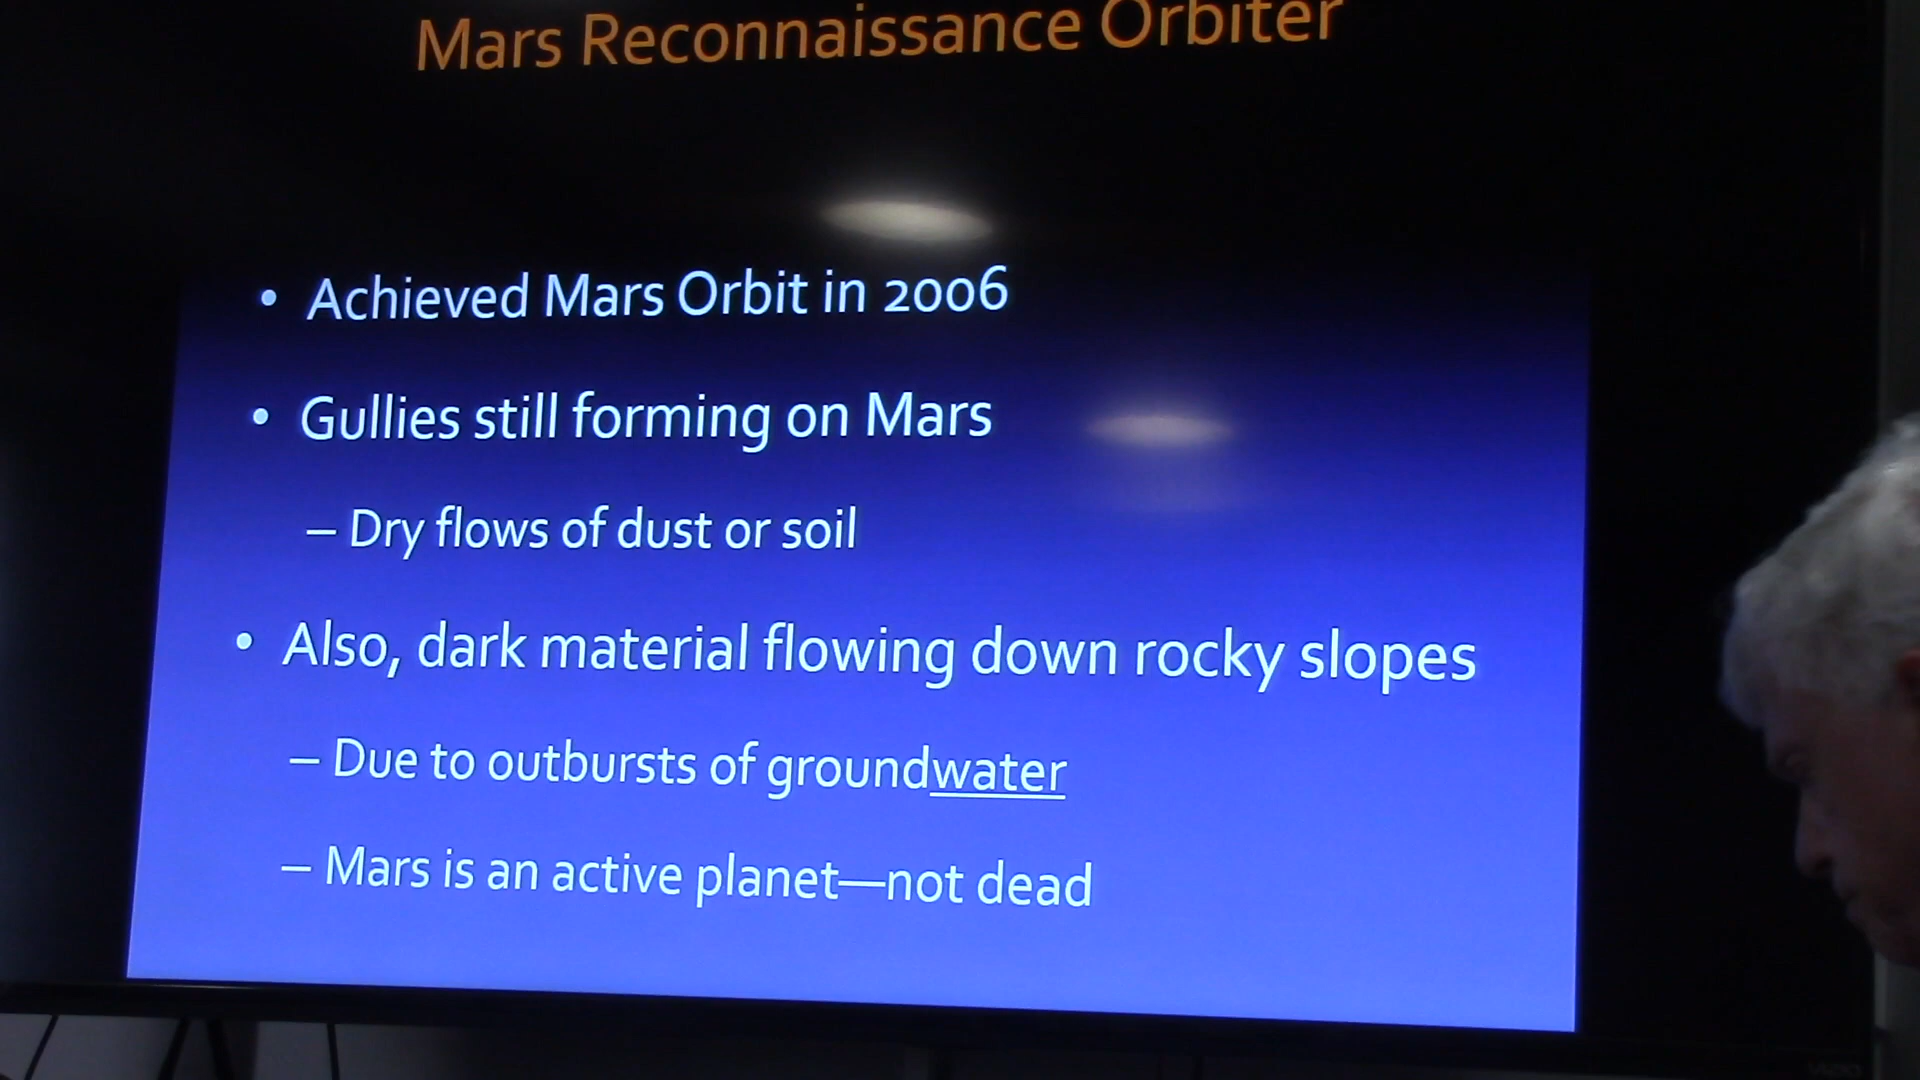 Mars Reconnaissance Orbiter
• Achieved Mars Orbit in 2006
• Gullies still forming on Mars
– Dry flows of dust or soil
• Also, dark material flowing down rocky slopes
– Due to outbursts of groundwater
– Mars is an active planet—not dead
VIZIO